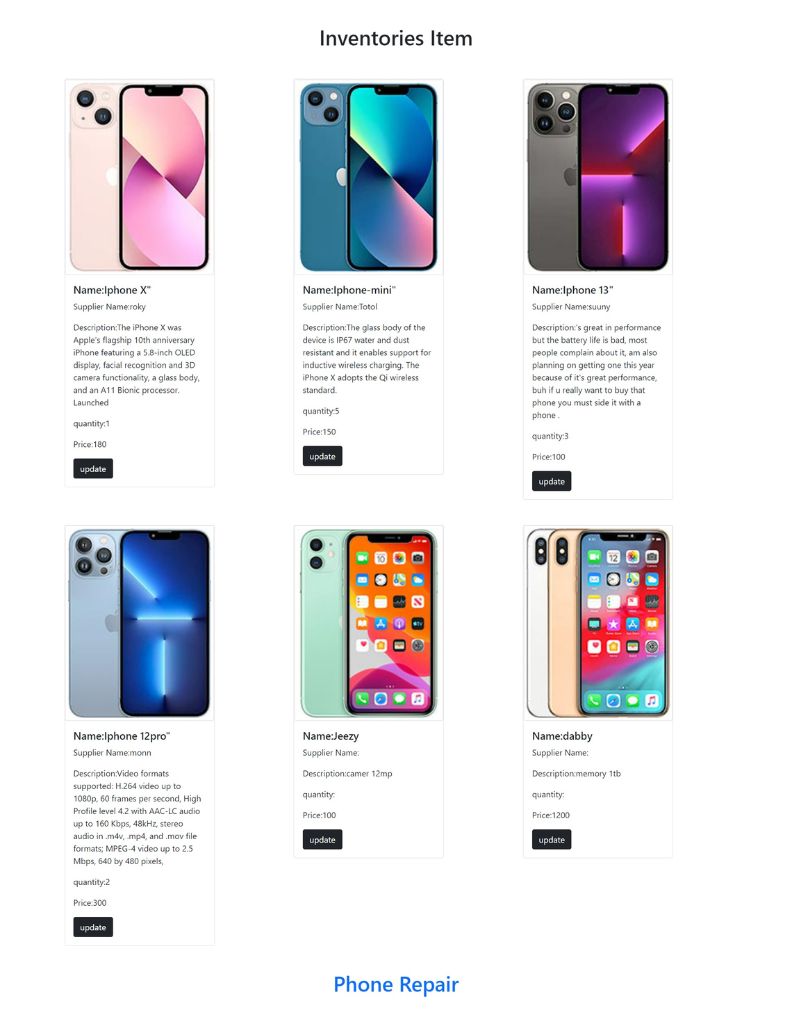 Inventories Item
Name:Iphone X"
Supplier Name:roky
Description:The iPhone X was
Apple's flagship 10th anniversary
iPhone featuring a 5.8-inch OLED
display, facial recognition and 3D
camera functionality, a glass body,
and an A11 Bionic processor.
Launched
quantity:1
Price:180
update
Name:Iphone-mini"
Supplier Name:Totol
Description:The glass body of the
device is IP67 water and dust
resistant and it enables support for
inductive wireless charging. The
iPhone X adopts the Qi wireless
standard.
quantity:5
Price:150
update
Name:Iphone 13"
Supplier Name:suuny
Description:'s great in performance
but the battery life is bad, most
people complain about it, am also
planning on getting one this year
because of it's great performance,
buh if u really want to buy that
phone you must side it with a
phone .
quantity:3
Price:100
update
Name:Iphone 12pro"
Supplier Name:monn
Description:Video formats
supported: H.264 video up to
1080p, 60 frames per second, High
Profile level 4.2 with AAC-LC audio
up to 160 Kbps, 48kHz, stereo
audio in .m4v, .mp4, and .mov file
formats; MPEG-4 video up to 2.5
Mbps, 640 by 480 pixels,
quantity:2
Price:300
update
Name:Jeezy
Supplier Name:
Description:camer 12mp
quantity:
Price:100
update
Name:dabby
Supplier Name:
Description:memory 1tb
quantity:
Price:1200
update
Phone Repair